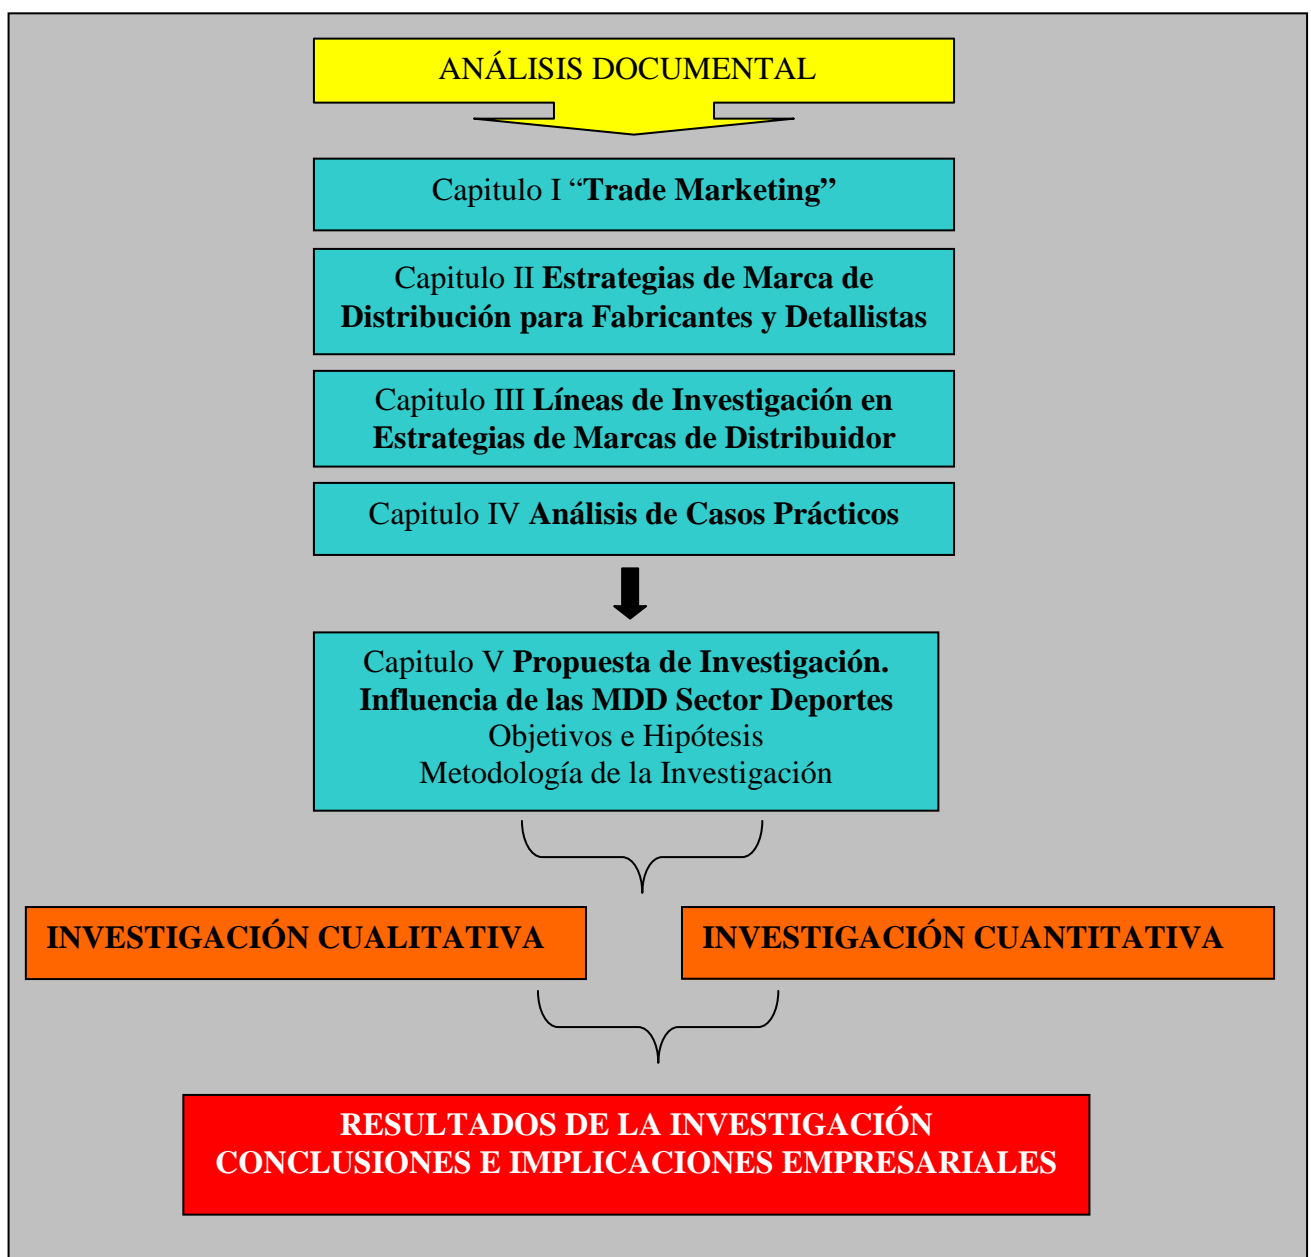 ANÁLISIS DOCUMENTAL
Capitulo I “Trade Marketing”
Capitulo II Estrategias de Marca de
Distribución para Fabricantes y Detallistas
Capitulo III Líneas de Investigación en
Estrategias de Marcas de Distribuidor
Capitulo IV Análisis de Casos Prácticos
Capitulo V Propuesta de Investigación.
Influencia de las MDD Sector Deportes
Objetivos e Hipótesis
Metodología de la Investigación
INVESTIGACIÓN CUALITATIVA
INVESTIGACIÓN CUANTITATIVA
RESULTADOS DE LA INVESTIGACIÓN
CONCLUSIONES E IMPLICACIONES EMPRESARIALES